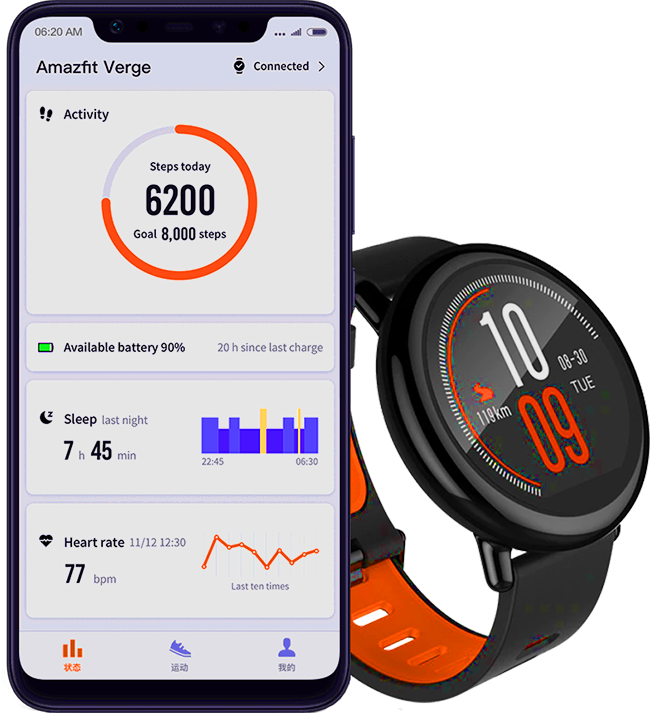 06:20 AM
Amazfit Verge
Connected
Activity
Steps today
6200
Goal 8,000 steps
Available battery 90%
20 h since last charge
Sleep last night
7 h 45 min
22:45 06:30
Heart rate 11/12 12:30
77 bpm
Last ten times
状态 运动 我的
10
08-30
TUE
09